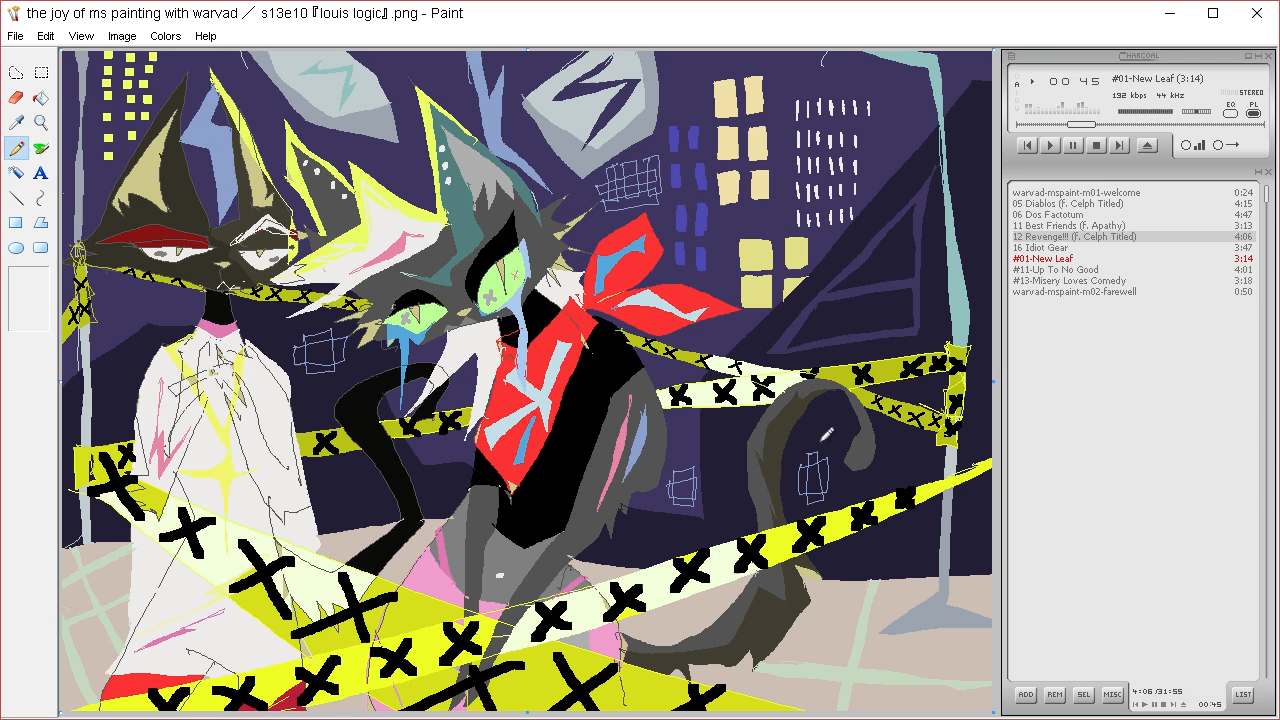 the joy of ms painting with warvad ／ s13e10『louis logic』.png - Paint
File Edit View Image Colors Help
CHARCOAL
00 45
#01-New Leaf (3:14)
192 kbps 44 kHz
STEREO
EQ PL
warvad-mspaint-m01-welcome 0:24
05 Diablos (f. Celph Titled) 4:15
06 Dos Factotum 4:47
11 Best Friends (f. Apathy) 3:13
12 Revenge!!! (f. Celph Titled) 4:06
16 Idiot Gear 3:47
#01-New Leaf 3:14
#11-Up To No Good 4:01
#13-Misery Loves Comedy 3:18
warvad-mspaint-m02-farewell 0:50
ADD REM SEL MISC
4:06/31:55
00:45
LIST